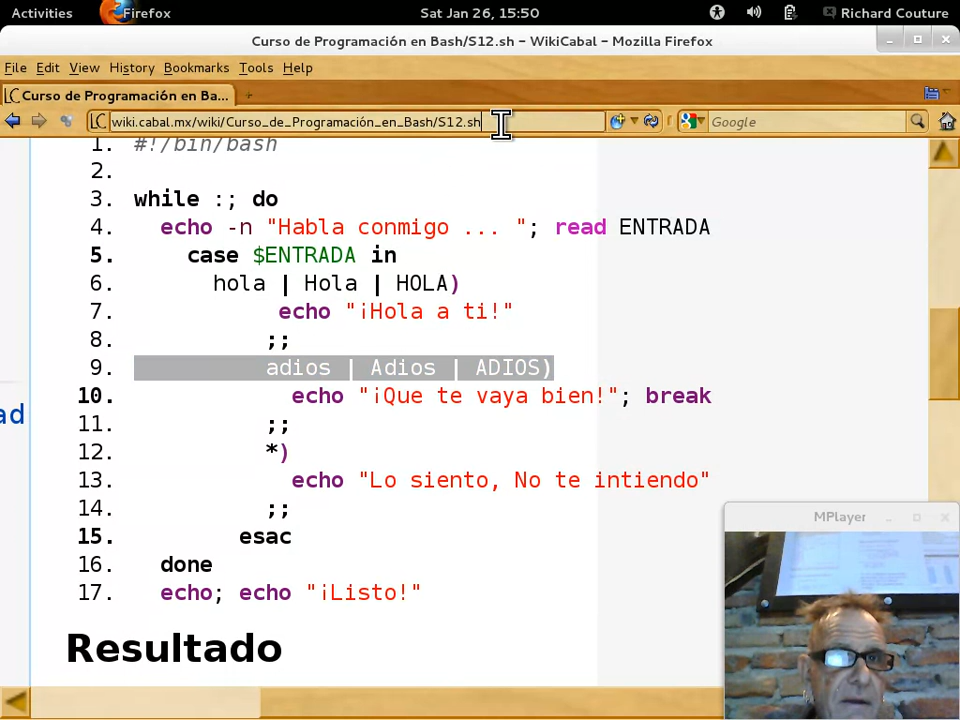 Activities Firefox Sat Jan 26, 15:50 Richard Couture
Curso de Programación en Bash/S12.sh – WikiCabal – Mozilla Firefox
File Edit View History Bookmarks Tools Help
Curso de Programación en Ba...
wiki.cabal.mx/wiki/Curso_de_Programación_en_Bash/S12.sh Google
1. #!/bin/bash
2.
3. while :; do
4. echo -n "Habla conmigo ... "; read ENTRADA
5. case $ENTRADA in
6. hola | Hola | HOLA)
7. echo "¡Hola a ti!"
8. ;;
9. adios | Adios | ADIOS)
10. echo "¡Que te vaya bien!"; break
11. ;;
12. *)
13. echo "Lo siento, No te intiendo"
14. ;;
15. esac
16. done
17. echo; echo "¡Listo!"
ad
MPlayer
Resultado